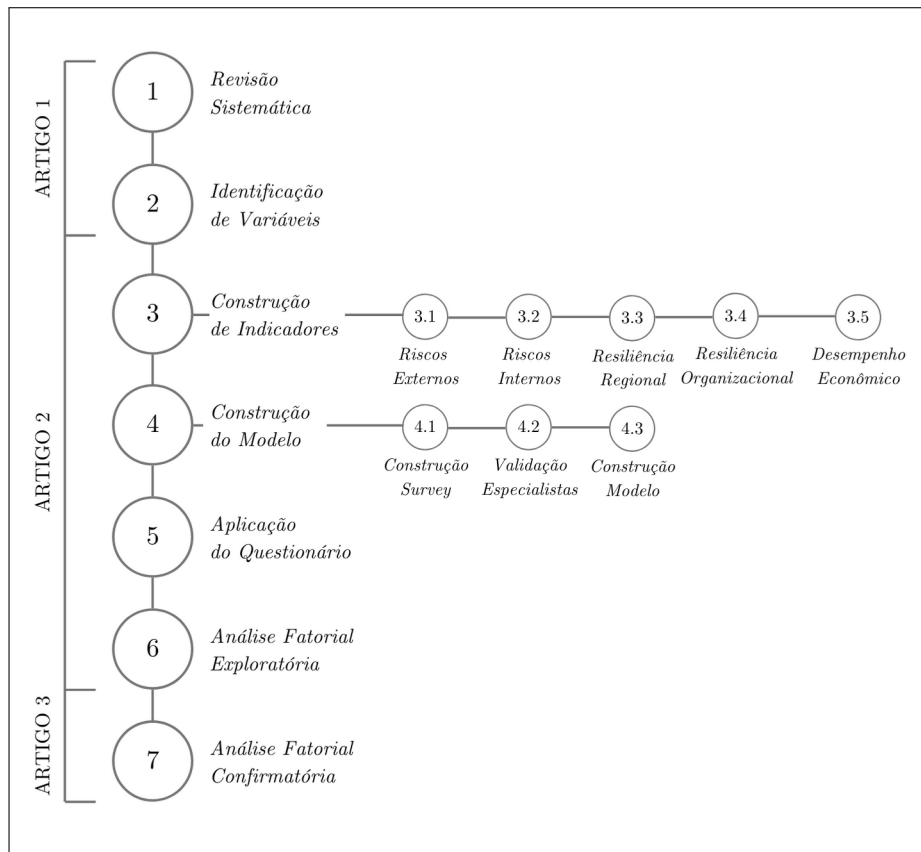 ARTIGO 1
1
Revisão
Sistemática
2
Identificação
de Variáveis
ARTIGO 2
3
Construção
de Indicadores
3.1
Riscos
Externos
3.2
Riscos
Internos
3.3
Resiliência
Regional
3.4
Resiliência
Organizacional
3.5
Desempenho
Econômico
4
Construção
do Modelo
4.1
Construção
Survey
4.2
Validação
Especialistas
4.3
Construção
Modelo
5
Aplicação
do Questionário
6
Análise Fatorial
Exploratória
ARTIGO 3
7
Análise Fatorial
Confirmatória